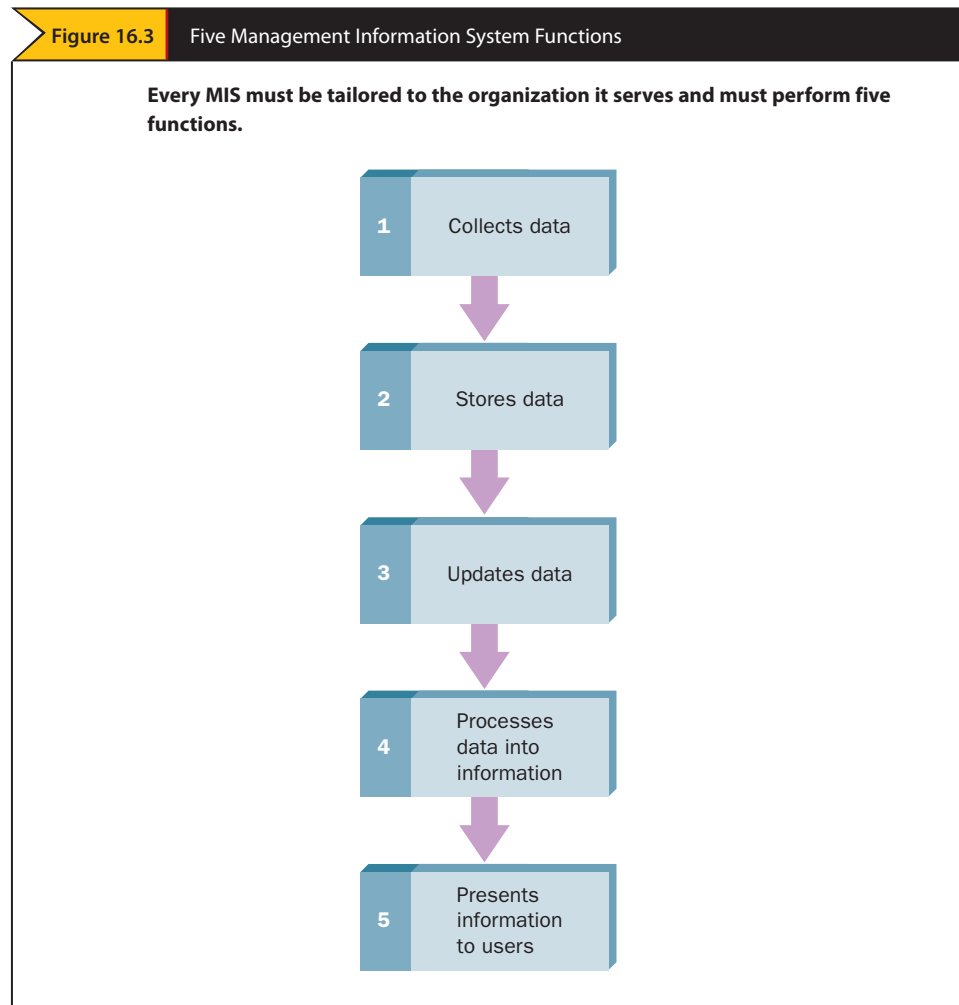 Figure 16.3 Five Management Information System Functions
Every MIS must be tailored to the organization it serves and must perform five
functions.
1 Collects data
2 Stores data
3 Updates data
4 Processes
data into
information
5 Presents
information
to users